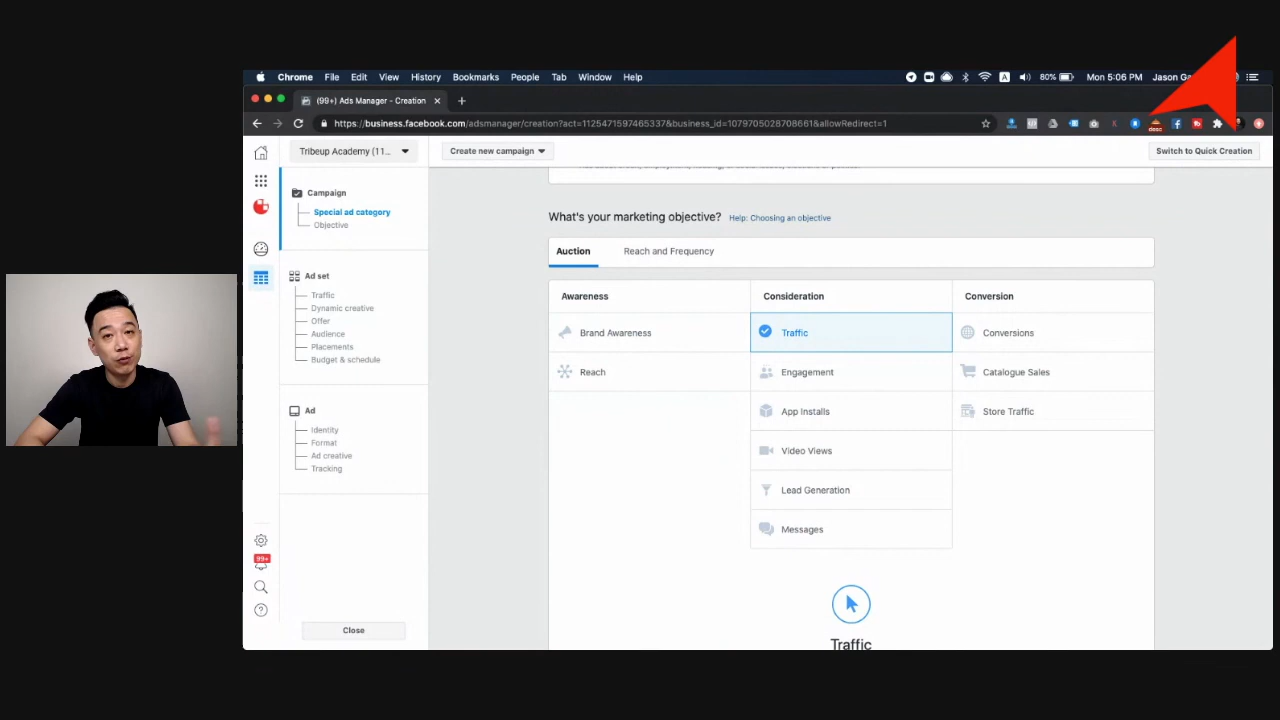 Chrome File Edit View History Bookmarks People Tab Window Help
A 80% Mon 5:06 PM Jason Ga
(99+) Ads Manager - Creation
https://business.facebook.com/adsmanager/creation?act=1125471597465337&business_id=1079705028708661&allowRedirect=1
desc
Tribeup Academy (11...
Create new campaign
Switch to Quick Creation
Campaign
Special ad category
Objective
Ad set
Traffic
Dynamic creative
Offer
Audience
Placements
Budget & schedule
Ad
Identity
Format
Ad creative
Tracking
99+
Close
What's your marketing objective? Help: Choosing an objective
Auction Reach and Frequency
Awareness Consideration Conversion
Brand Awareness Traffic Conversions
Reach Engagement Catalogue Sales
App Installs Store Traffic
Video Views
Lead Generation
Messages
Traffic